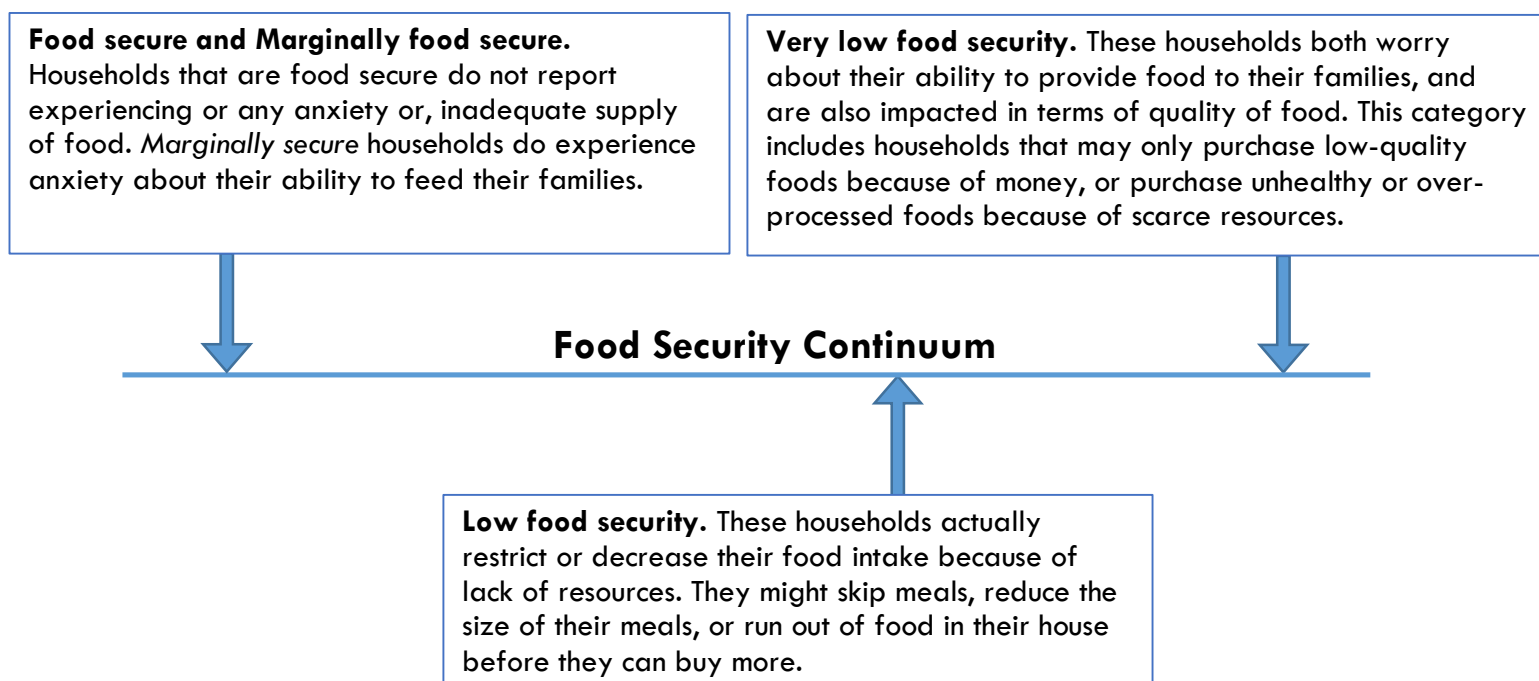 Food secure and Marginally food secure.
Households that are food secure do not report
experiencing or any anxiety or, inadequate supply
of food. Marginally secure households do experience
anxiety about their ability to feed their families.
Very low food security. These households both worry
about their ability to provide food to their families, and
are also impacted in terms of quality of food. This category
includes households that may only purchase low-quality
foods because of money, or purchase unhealthy or over-
processed foods because of scarce resources.
Food Security Continuum
Low food security. These households actually
restrict or decrease their food intake because of
lack of resources. They might skip meals, reduce the
size of their meals, or run out of food in their house
before they can buy more.